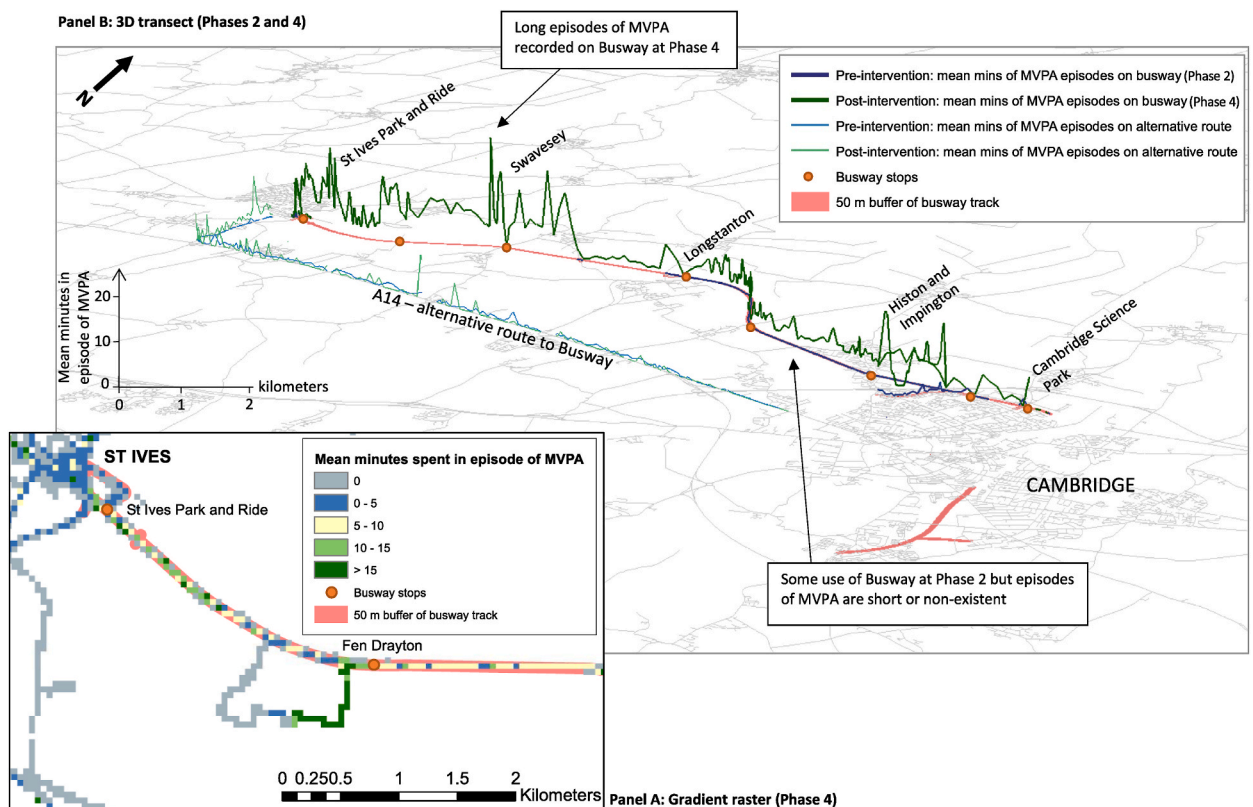 Panel B: 3D transect (Phases 2 and 4)
N
Long episodes of MVPA
recorded on Busway at Phase 4
Pre-intervention: mean mins of MVPA episodes on busway (Phase 2)
Post-intervention: mean mins of MVPA episodes on busway (Phase 4)
Pre-intervention: mean mins of MVPA episodes on alternative route
Post-intervention: mean mins of MVPA episodes on alternative route
Busway stops
50 m buffer of busway track
St Ives Park and Ride
Swavesey
Longstanton
Histon and
Impington
Cambridge Science
Park
A14 – alternative route to Busway
Mean minutes in
episode of MVPA
20
10
0
0 1 2
kilometers
CAMBRIDGE
Some use of Busway at Phase 2 but episodes
of MVPA are short or non-existent
ST IVES
St Ives Park and Ride
Fen Drayton
Mean minutes spent in episode of MVPA
0
0 - 5
5 - 10
10 - 15
> 15
Busway stops
50 m buffer of busway track
0 0.25 0.5 1 1.5 2
Kilometers
Panel A: Gradient raster (Phase 4)